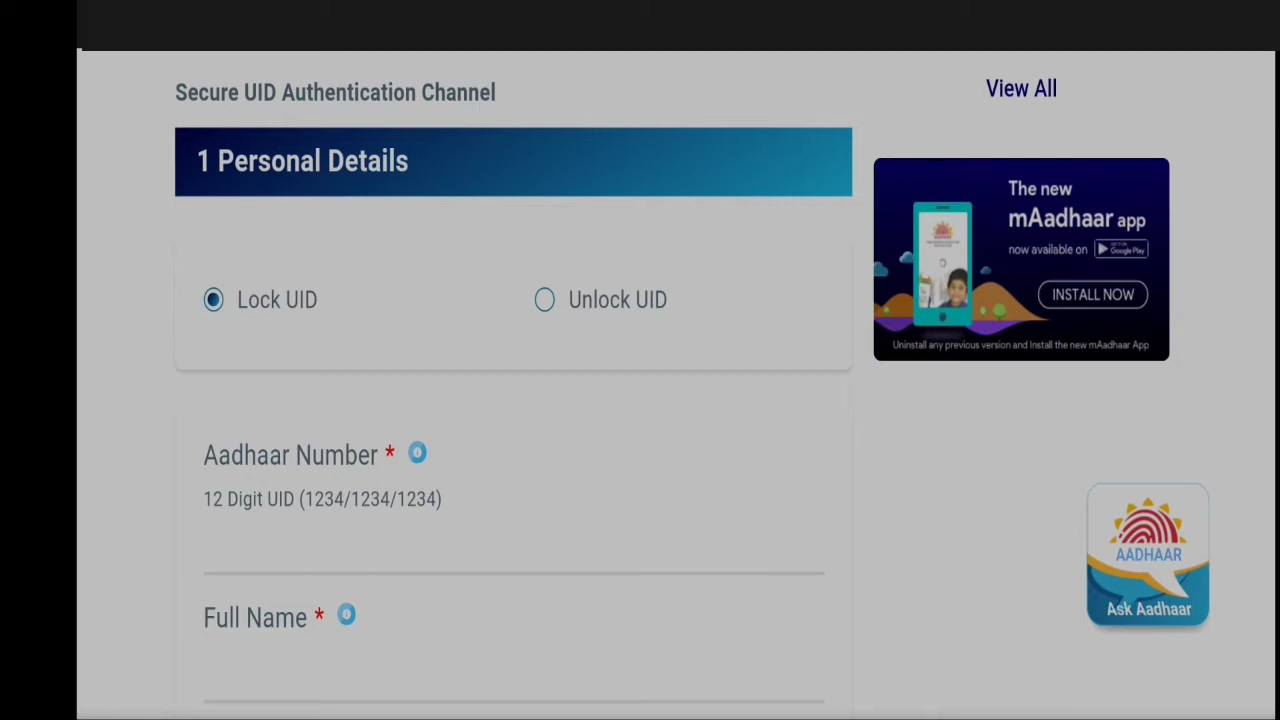 Secure UID Authentication Channel
View All
1 Personal Details
The new
mAadhaar app
now available on
Google Play
INSTALL NOW
Uninstall any previous version and Install the new mAadhaar App
Lock UID
Unlock UID
Aadhaar Number *
12 Digit UID (1234/1234/1234)
AADHAAR
Ask Aadhaar
Full Name *